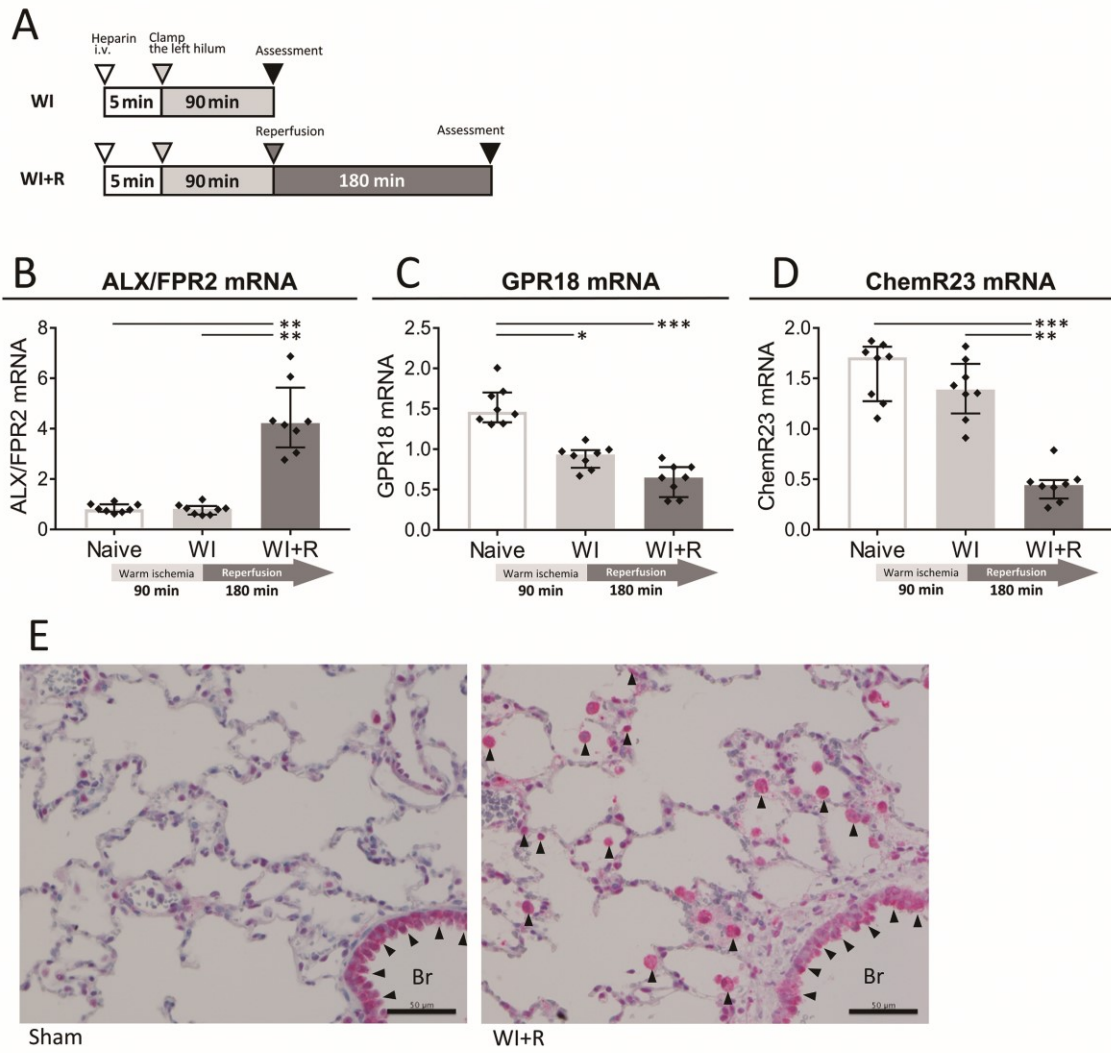 A
Heparin
i.v.
Clamp
the left hilum
Assessment
WI
5 min
90 min
Reperfusion
Assessment
WI+R
5 min
90 min
180 min
B
ALX/FPR2 mRNA
ALX/FPR2 mRNA
8
6
4
2
0
**
**
Naive
WI
WI+R
Warm ischemia
Reperfusion
90 min
180 min
C
GPR18 mRNA
GPR18 mRNA
2.5
2.0
1.5
1.0
0.5
0.0
***
*
Naive
WI
WI+R
Warm ischemia
Reperfusion
90 min
180 min
D
ChemR23 mRNA
ChemR23 mRNA
2.0
1.5
1.0
0.5
0.0
***
**
Naive
WI
WI+R
Warm ischemia
Reperfusion
90 min
180 min
E
Br
50 µm
Sham
Br
50 µm
WI+R